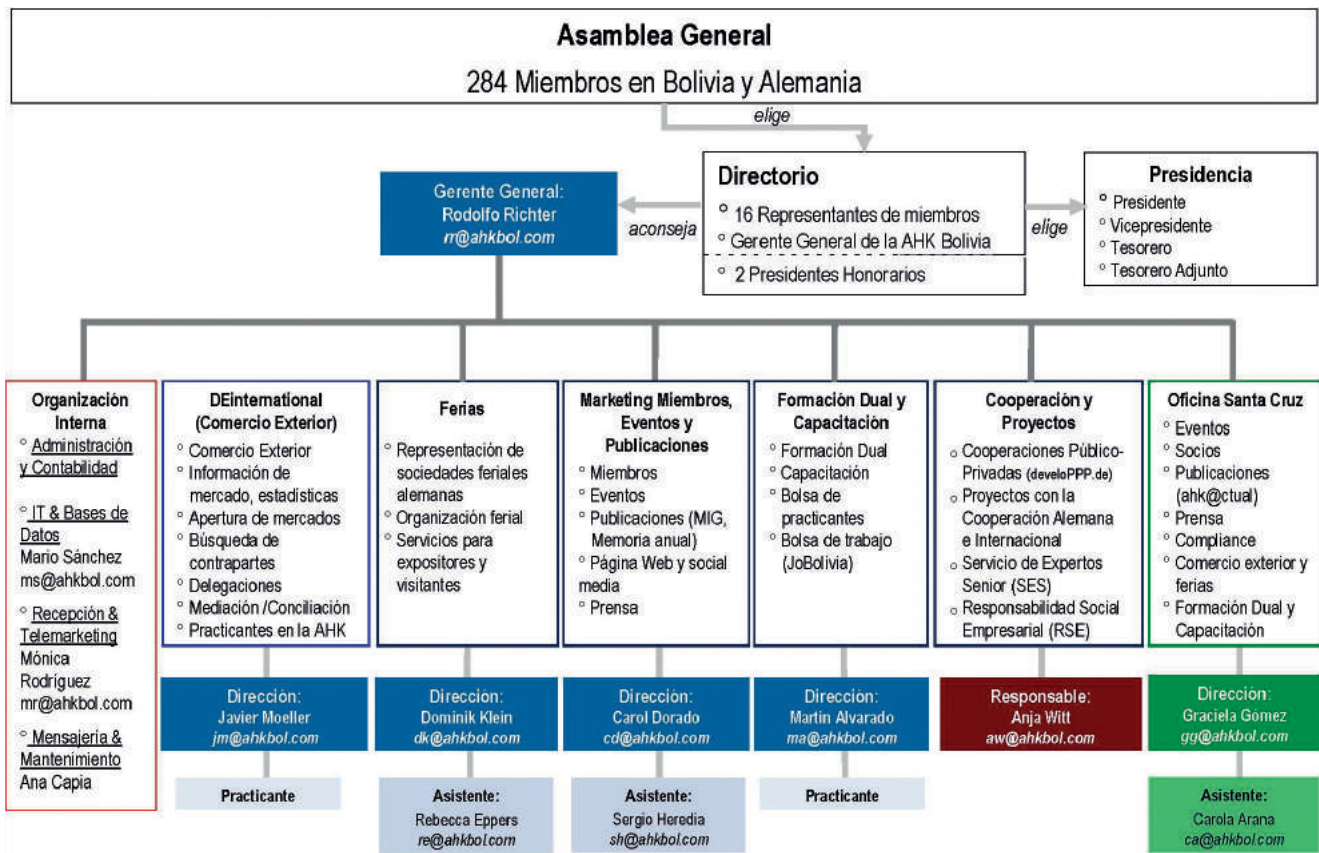 Asamblea General
284 Miembros en Bolivia y Alemania
elige
Gerente General:
Rodolfo Richter
rr@ahkbol.com
aconseja
Directorio
° 16 Representantes de miembros
° Gerente General de la AHK Bolivia
° 2 Presidentes Honorarios
elige
Presidencia
° Presidente
° Vicepresidente
° Tesorero
° Tesorero Adjunto
Organización
Interna
° Administración
y Contabilidad
° IT & Bases de
Datos
Mario Sánchez
ms@ahkbol.com
° Recepción &
Telemarketing
Mónica
Rodríguez
mr@ahkbol.com
° Mensajería &
Mantenimiento
Ana Capia
DEinternational
(Comercio Exterior)
° Comercio Exterior
° Información de
mercado, estadísticas
° Apertura de mercados
° Búsqueda de
contrapartes
° Delegaciones
° Mediación /Conciliación
° Practicantes en la AHK
Dirección:
Javier Moeller
jm@ahkbol.com
Practicante
Ferias
° Representación de
sociedades feriales
alemanas
° Organización ferial
° Servicios para
expositores y
visitantes
Dirección:
Dominik Klein
dk@ahkbol.com
Asistente:
Rebecca Eppers
re@ahkbol.com
Marketing Miembros,
Eventos y
Publicaciones
° Miembros
° Eventos
° Publicaciones (MIG,
Memoria anual)
° Página Web y social
media
° Prensa
Dirección:
Carol Dorado
cd@ahkbol.com
Asistente:
Sergio Heredia
sh@ahkbol.com
Formación Dual y
Capacitación
° Formación Dual
° Capacitación
° Bolsa de
practicantes
° Bolsa de trabajo
(JoBolivia)
Dirección:
Martin Alvarado
ma@ahkbol.com
Practicante
Cooperación y
Proyectos
° Cooperaciones Público-
Privadas (develoPPP.de)
° Proyectos con la
Cooperación Alemana
e Internacional
° Servicio de Expertos
Senior (SES)
° Responsabilidad Social
Empresarial (RSE)
Responsable:
Anja Witt
aw@ahkbol.com
Oficina Santa Cruz
° Eventos
° Socios
° Publicaciones
(ahk@ctual)
° Prensa
° Compliance
° Comercio exterior y
ferias
° Formación Dual y
Capacitación
Dirección:
Graciela Gómez
gg@ahkbol.com
Asistente:
Carola Arana
ca@ahkbol.com